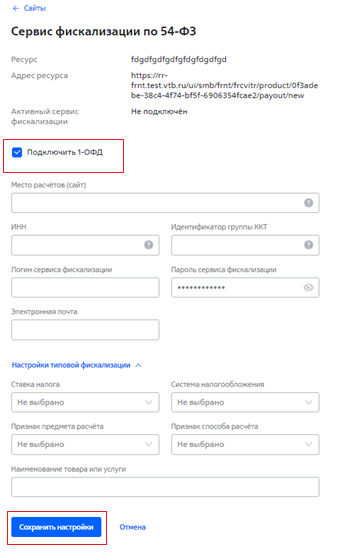 ← Сайты
Сервис фискализации по 54-ФЗ
Ресурс
fdgdfgdfgdfgfdgfdgdfgd
Адрес ресурса
https://rr-
frnt.test.vtb.ru/ui/smb/frnt/frcvitr/product/0f3ade
be-38c4-4f74-bf5f-6906354fcae2/payout/new
Активный сервис
фискализации
Не подключён
Подключить 1-ОФД
Место расчётов (сайт)
?
ИНН
Идентификатор группы ККТ
?
?
Логин сервиса фискализации
Пароль сервиса фискализации
••••••••••••
Электронная почта
Настройки типовой фискализации
Ставка налога
Система налогообложения
Не выбрано
Не выбрано
Признак предмета расчёта
Признак способа расчёта
Не выбрано
Не выбрано
Наименование товара или услуги
Сохранить настройки
Отмена